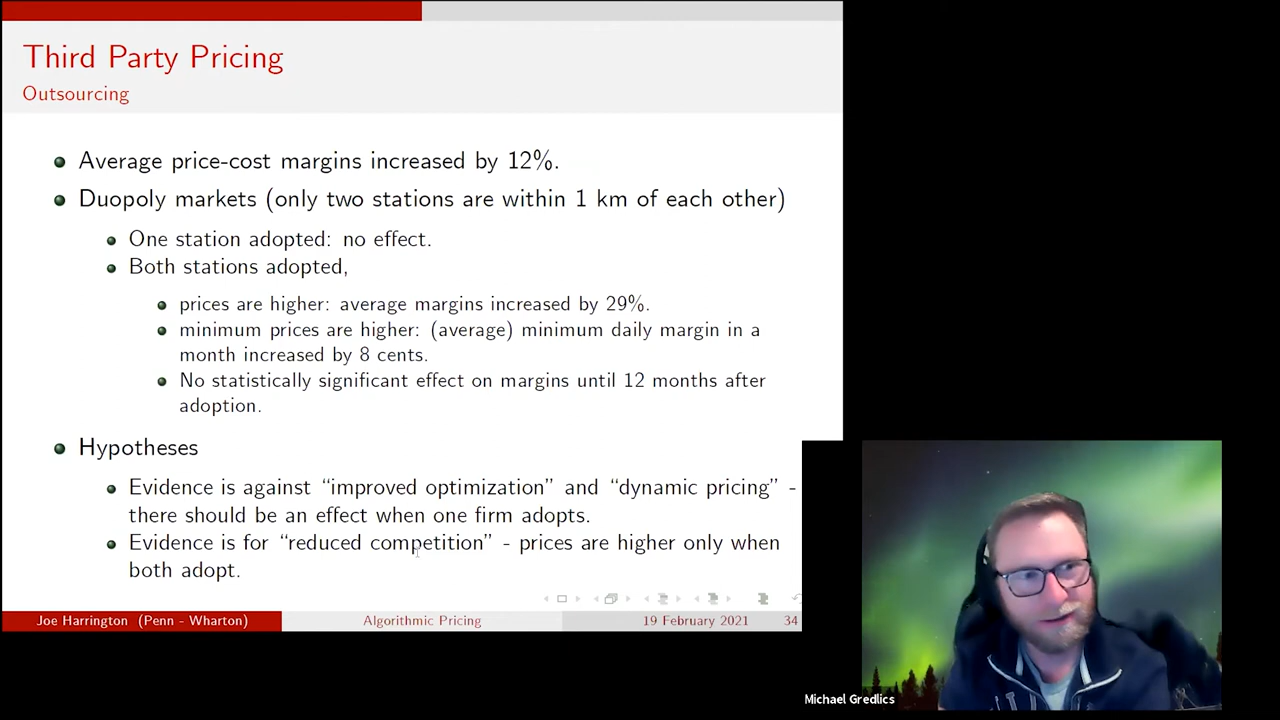 Third Party Pricing
Outsourcing
Average price-cost margins increased by 12%.
Duopoly markets (only two stations are within 1 km of each other)
One station adopted: no effect.
Both stations adopted,
prices are higher: average margins increased by 29%.
minimum prices are higher: (average) minimum daily margin in a
month increased by 8 cents.
No statistically significant effect on margins until 12 months after
adoption.
Hypotheses
Evidence is against “improved optimization” and “dynamic pricing” -
there should be an effect when one firm adopts.
Evidence is for “reduced competition” - prices are higher only when
both adopt.
Joe Harrington (Penn - Wharton) Algorithmic Pricing 19 February 2021 34
Michael Gredlics